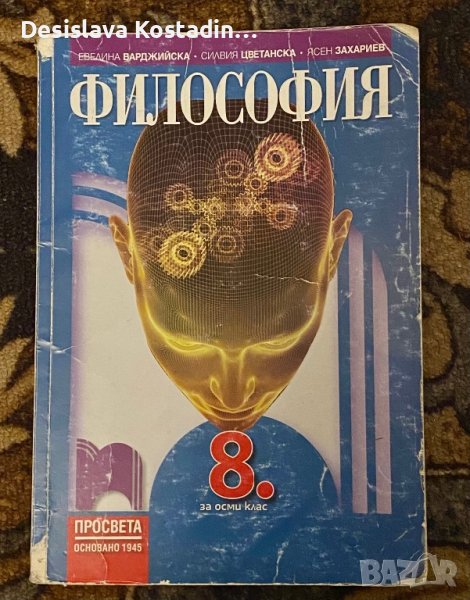 Desislava Kostadin...
ЕВЕЛИНА ВАРДЖИЙСКА • СИЛВИЯ ЦВЕТАНСКА • ЯСЕН ЗАХАРИЕВ
ФИЛОСОФИЯ
8.
за осми клас
ПРОСВЕТА
ОСНОВАНО 1945
BAZAR